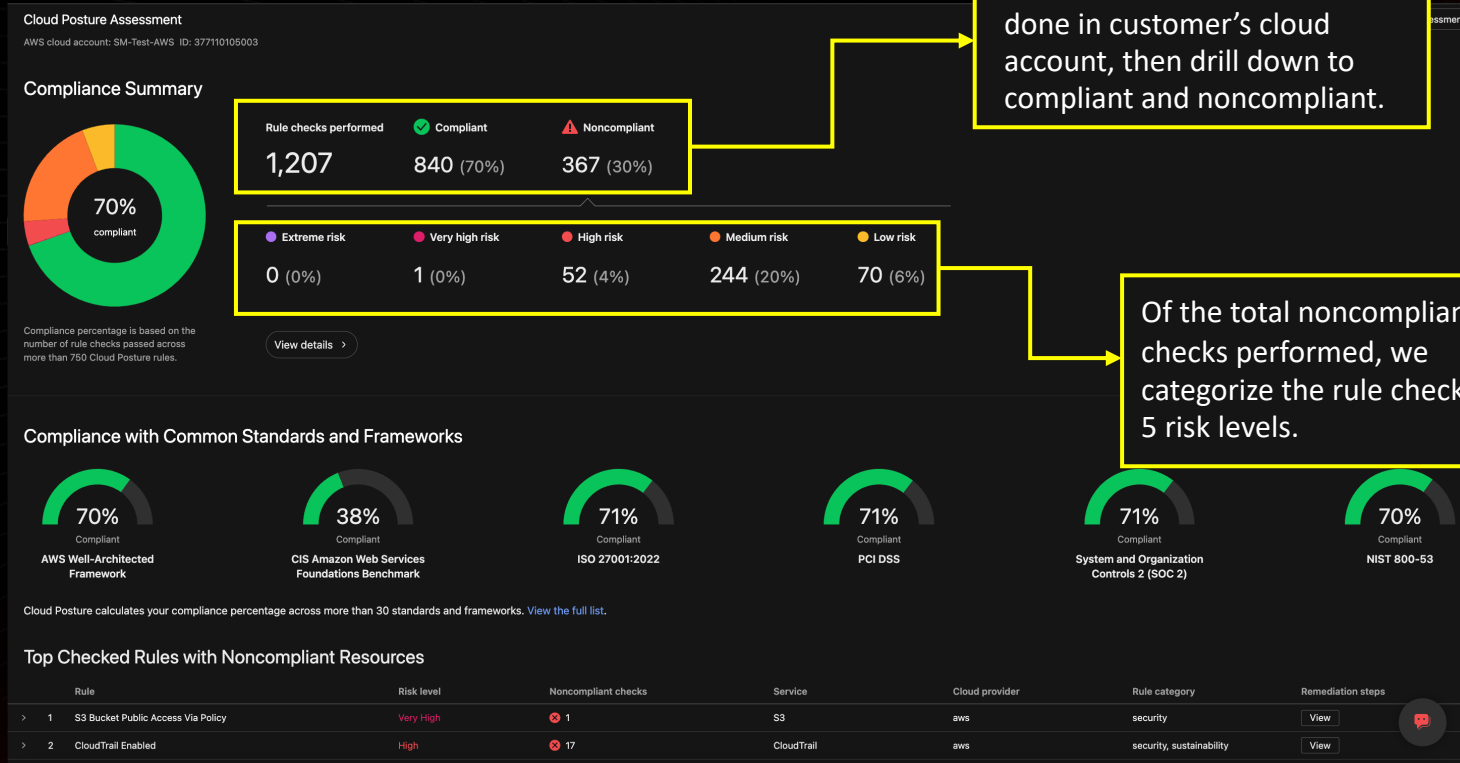 Cloud Posture Assessment
AWS cloud account: SM-Test-AWS ID: 377110105003
done in customer's cloud
account, then drill down to
compliant and noncompliant.
Compliance Summary
Rule checks performed Compliant Noncompliant
1,207 840 (70%) 367 (30%)
70%
compliant
Extreme risk Very high risk High risk Medium risk Low risk
0 (0%) 1 (0%) 52 (4%) 244 (20%) 70 (6%)
Compliance percentage is based on the
number of rule checks passed across
more than 750 Cloud Posture rules.
View details >
Of the total
checks performed, we
categorize the rule
5 risk levels.
Compliance with Common Standards and Frameworks
70% 38% 71% 71% 71% 70%
Compliant Compliant Compliant Compliant Compliant Compliant
AWS Well-Architected CIS Amazon Web Services ISO 27001:2022 PCI DSS System and Organization NIST 800-53
Framework Foundations Benchmark Controls 2 (SOC 2)
Cloud Posture calculates your compliance percentage across more than 30 standards and frameworks. View the full list.
Top Checked Rules with Noncompliant Resources
Rule Risk level Noncompliant checks Service Cloud provider Rule category Remediation steps
> 1 S3 Bucket Public Access Via Policy Very High 1 S3 aws security View
> 2 CloudTrail Enabled High 17 CloudTrail aws security, sustainability View